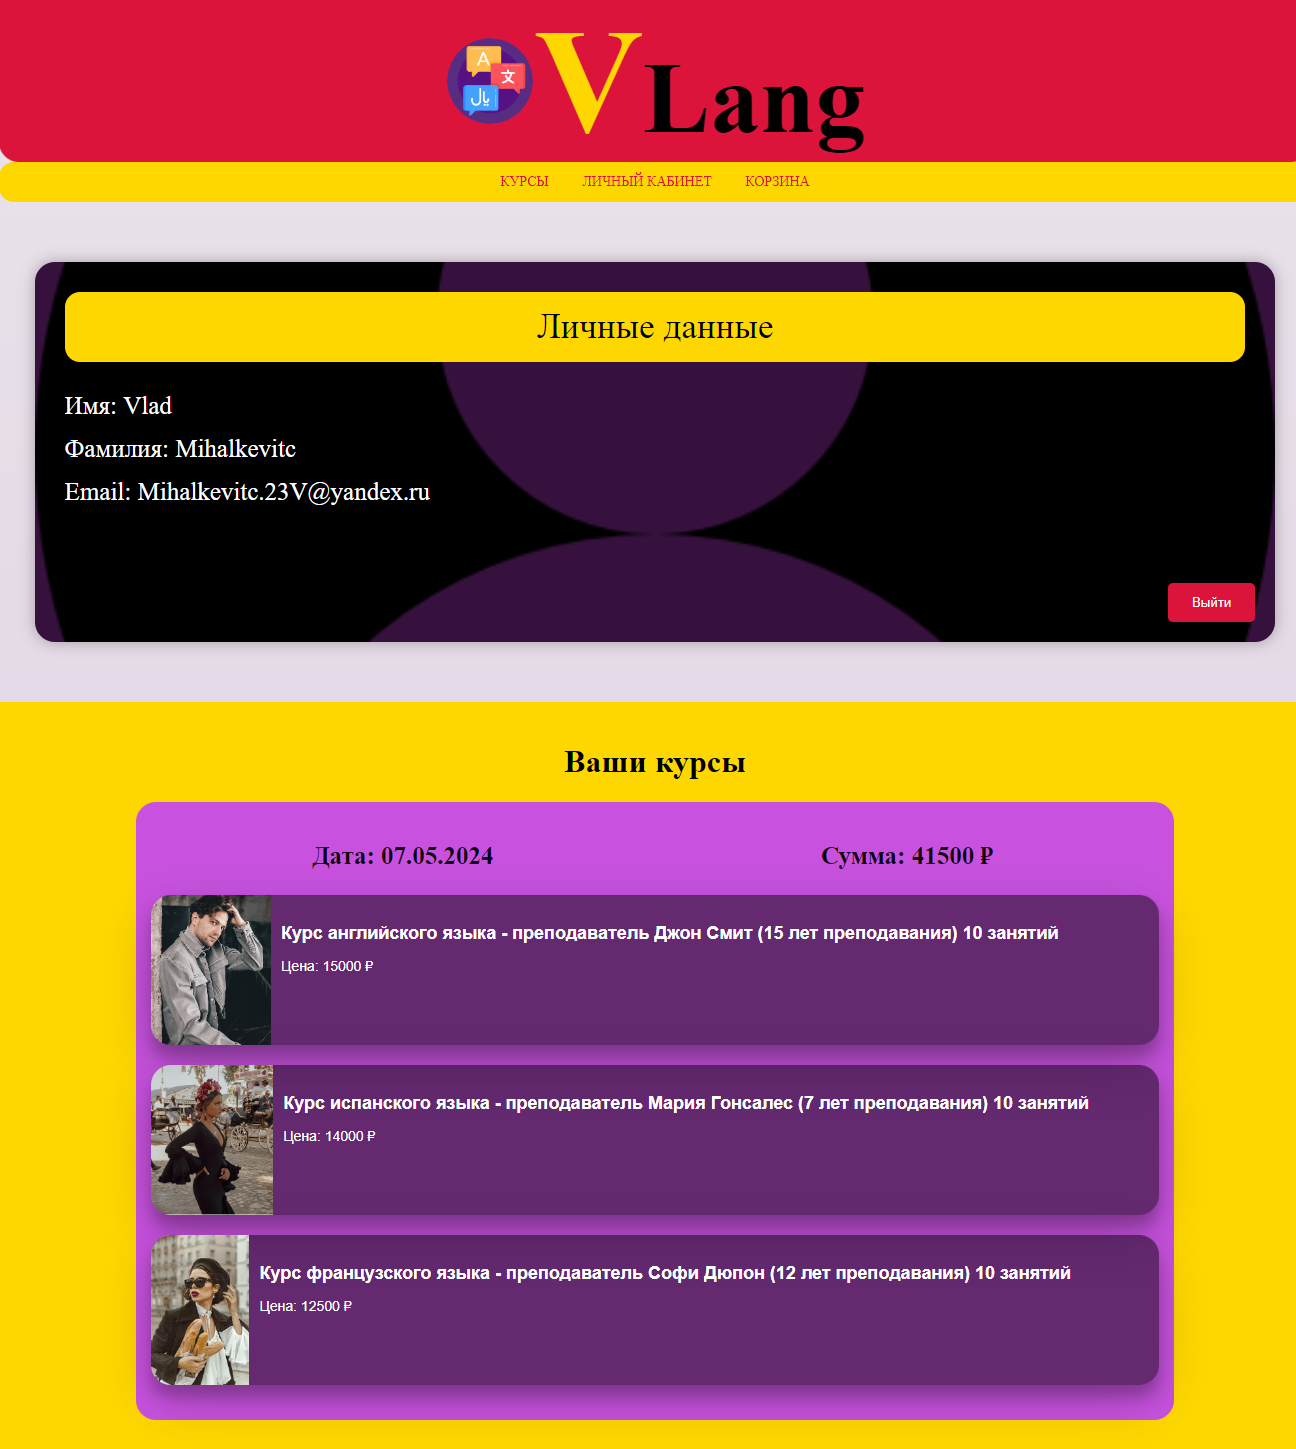 A
文
ﻳﺎل
VLang
КУРСЫ ЛИЧНЫЙ КАБИНЕТ КОРЗИНА
Личные данные
Имя: Vlad
Фамилия: Mihalkevitc
Email: Mihalkevitc.23V@yandex.ru
Выйти
Ваши курсы
Дата: 07.05.2024 Сумма: 41500 ₽
Курс английского языка - преподаватель Джон Смит (15 лет преподавания) 10 занятий
Цена: 15000 ₽
Курс испанского языка - преподаватель Мария Гонсалес (7 лет преподавания) 10 занятий
Цена: 14000 ₽
Курс французского языка - преподаватель Софи Дюпон (12 лет преподавания) 10 занятий
Цена: 12500 ₽